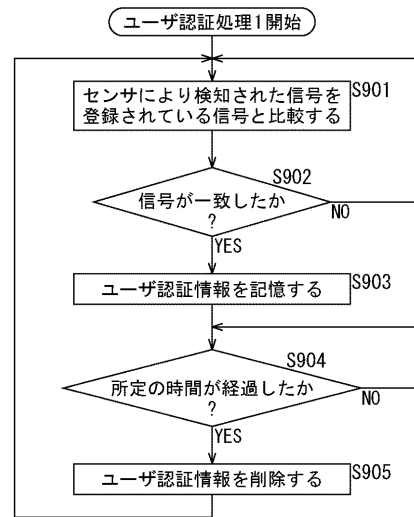 ユーザ認証処理1開始
S901
センサにより検知された信号を
登録されている信号と比較する
S902
信号が一致したか
?
NO
YES
S903
ユーザ認証情報を記憶する
S904
所定の時間が経過したか
?
NO
YES
S905
ユーザ認証情報を削除する